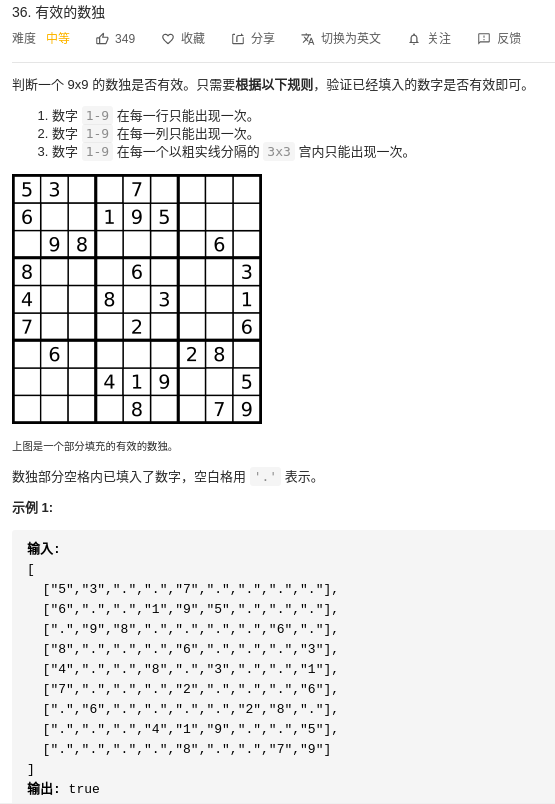 36. 有效的数独
难度 中等 349 收藏 分享 切换为英文 关注 反馈
判断一个 9x9 的数独是否有效。只需要根据以下规则，验证已经填入的数字是否有效即可。
1. 数字 1-9 在每一行只能出现一次。
2. 数字 1-9 在每一列只能出现一次。
3. 数字 1-9 在每一个以粗实线分隔的 3x3 宫内只能出现一次。
5 3 7
6 1 9 5
9 8 6
8 6 3
4 8 3 1
7 2 6
6 2 8
4 1 9 5
8 7 9
上图是一个部分填充的有效的数独。
数独部分空格内已填入了数字，空白格用 '.' 表示。
示例 1:
输入:
[
["5","3",".",".","7",".",".",".","."],
["6",".",".","1","9","5",".",".","."],
[".","9","8",".",".",".",".","6","."],
["8",".",".",".","6",".",".",".","3"],
["4",".",".","8",".","3",".",".","1"],
["7",".",".",".","2",".",".",".","6"],
[".","6",".",".",".",".","2","8","."],
[".",".",".","4","1","9",".",".","5"],
[".",".",".",".","8",".",".","7","9"]
]
输出: true